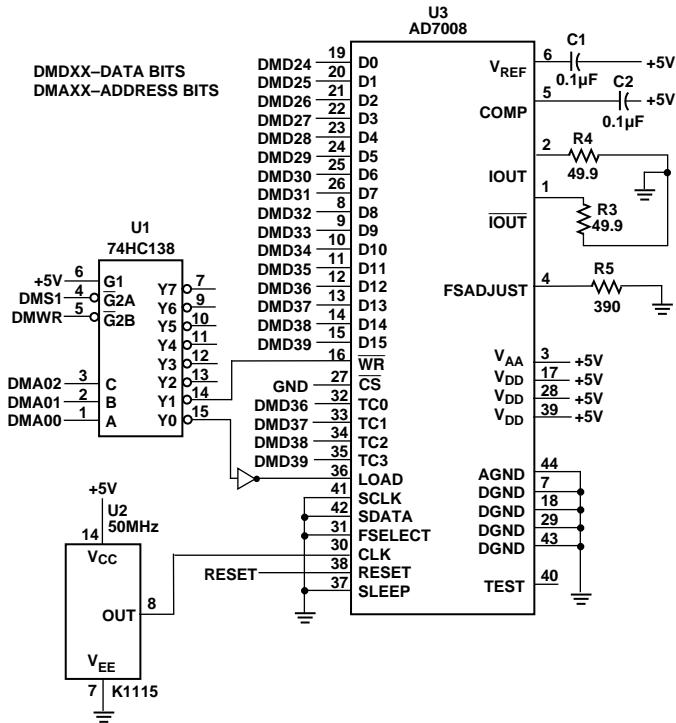 U3
AD7008
DMDXX–DATA BITS
DMAXX–ADDRESS BITS
DMD24 19 D0
DMD25 20 D1
DMD26 21 D2
DMD27 22 D3
DMD28 23 D4
DMD29 24 D5
DMD30 25 D6
DMD31 26 D7
DMD32 8 D8
DMD33 9 D9
DMD34 10 D10
DMD35 11 D11
DMD36 12 D12
DMD37 13 D13
DMD38 14 D14
DMD39 15 D15
16 WR
GND 27 CS
DMD36 32 TC0
DMD37 33 TC1
DMD38 34 TC2
DMD39 35 TC3
36 LOAD
41 SCLK
42 SDATA
31 FSELECT
30 CLK
RESET 38 RESET
37 SLEEP
VREF 6 C1 0.1µF +5V
COMP 5 C2 0.1µF +5V
IOUT 2 R4 49.9
IOUT 1 R3 49.9
FSADJUST 4 R5 390
VAA 3 +5V
VDD 17 +5V
VDD 28 +5V
VDD 39 +5V
AGND 44
DGND 7
DGND 18
DGND 29
DGND 43
TEST 40
U1
74HC138
+5V 6 G1
DMS1 4 G2A
DMWR 5 G2B
DMA02 3 C
DMA01 2 B
DMA00 1 A
Y7 7
Y6 9
Y5 10
Y4 11
Y3 12
Y2 13
Y1 14
Y0 15
+5V
U2
50MHz
14
VCC
OUT 8
VEE
7 K1115